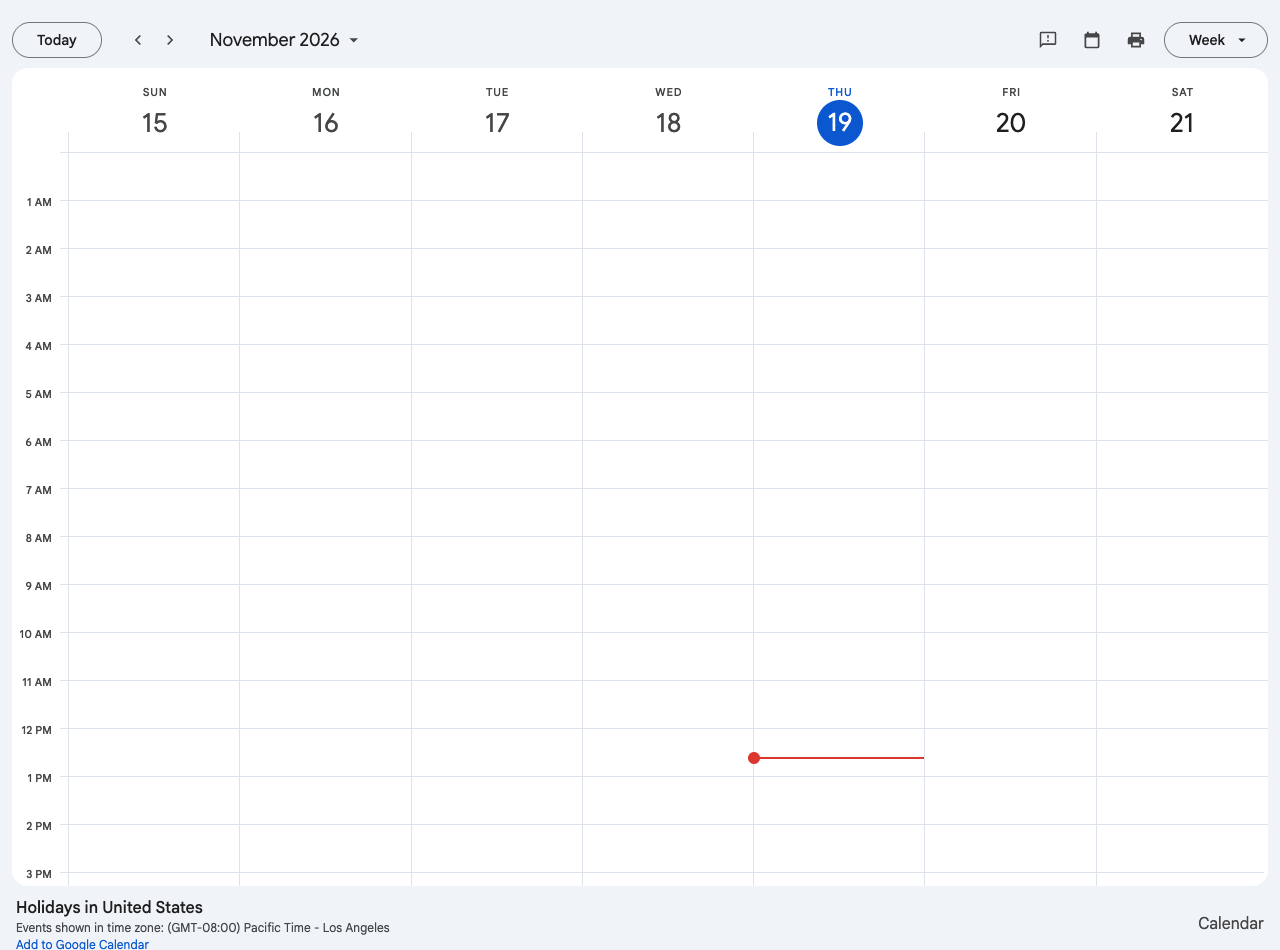 Today
November 2026
Week
SUN MON TUE WED THU FRI SAT
15 16 17 18 19 20 21
1 AM
2 AM
3 AM
4 AM
5 AM
6 AM
7 AM
8 AM
9 AM
10 AM
11 AM
12 PM
1 PM
2 PM
3 PM
Holidays in United States
Events shown in time zone: (GMT-08:00) Pacific Time - Los Angeles
Add to Google Calendar
Calendar